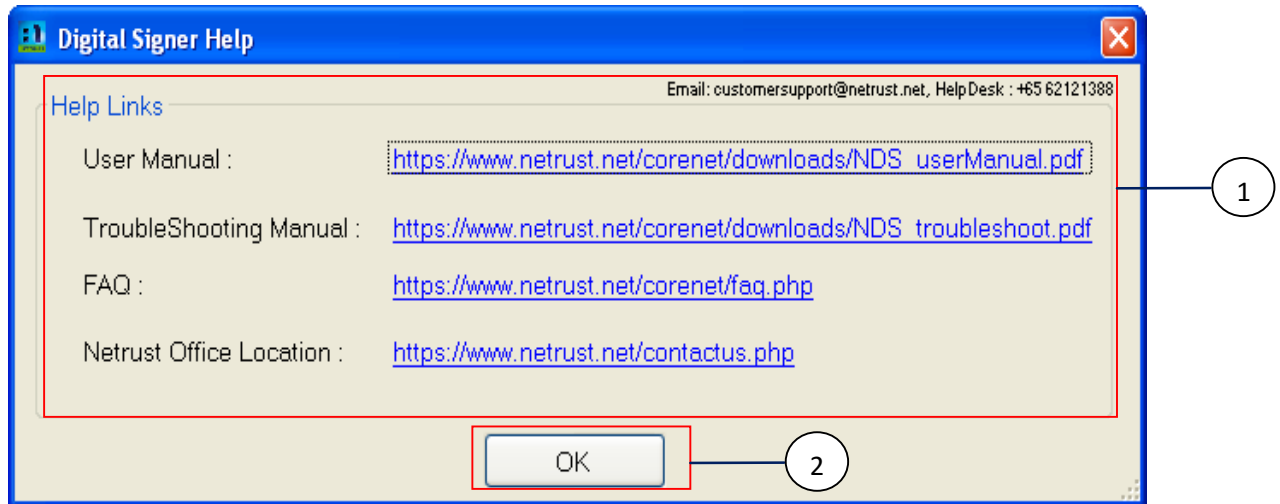 Digital Signer Help
Email: customersupport@netrust.net, HelpDesk : +65 62121388
Help Links
User Manual : https://www.netrust.net/corenet/downloads/NDS_userManual.pdf
1
TroubleShooting Manual : https://www.netrust.net/corenet/downloads/NDS_troubleshoot.pdf
FAQ : https://www.netrust.net/corenet/faq.php
Netrust Office Location : https://www.netrust.net/contactus.php
OK
2